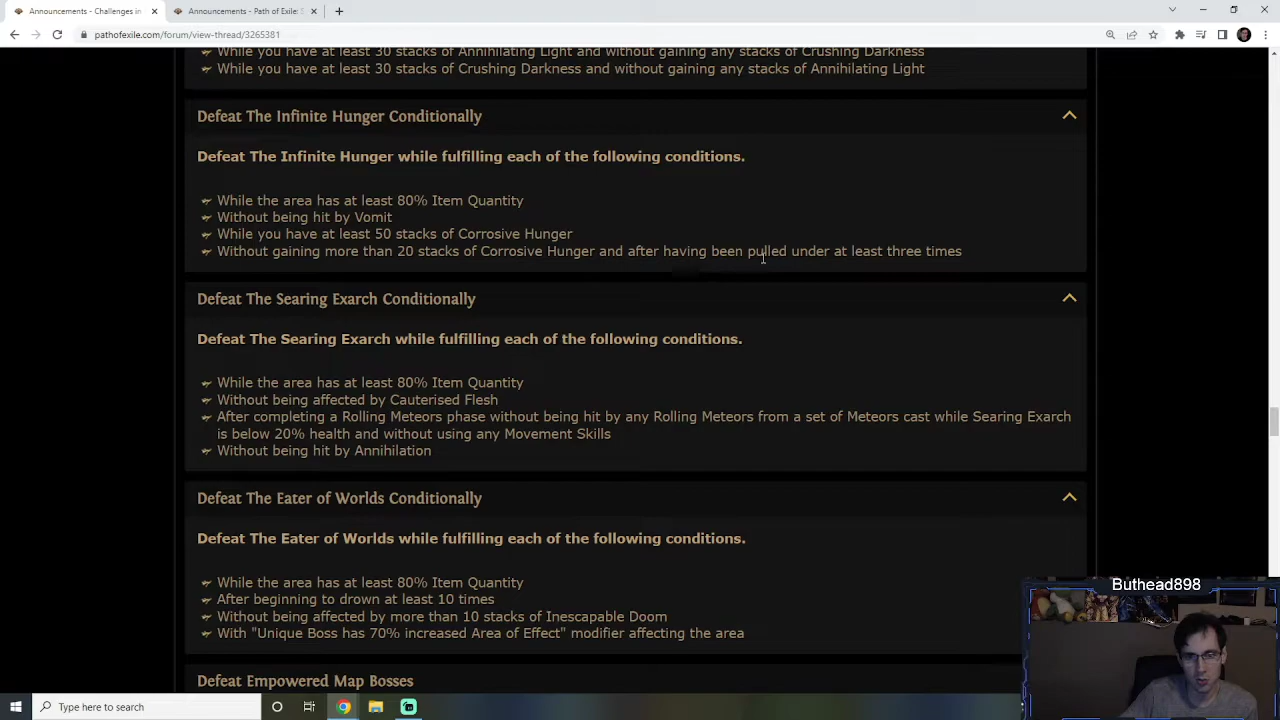 Announcements - Challenges in
Announcements - Path of Exile: S
pathofexile.com/forum/view-thread/3265381
While you have at least 30 stacks of Annihilating Light and without gaining any stacks of Crushing Darkness
While you have at least 30 stacks of Crushing Darkness and without gaining any stacks of Annihilating Light
Defeat The Infinite Hunger Conditionally
Defeat The Infinite Hunger while fulfilling each of the following conditions.
While the area has at least 80% Item Quantity
Without being hit by Vomit
While you have at least 50 stacks of Corrosive Hunger
Without gaining more than 20 stacks of Corrosive Hunger and after having been pulled under at least three times
Defeat The Searing Exarch Conditionally
Defeat The Searing Exarch while fulfilling each of the following conditions.
While the area has at least 80% Item Quantity
Without being affected by Cauterised Flesh
After completing a Rolling Meteors phase without being hit by any Rolling Meteors from a set of Meteors cast while Searing Exarch
is below 20% health and without using any Movement Skills
Without being hit by Annihilation
Defeat The Eater of Worlds Conditionally
Defeat The Eater of Worlds while fulfilling each of the following conditions.
While the area has at least 80% Item Quantity
After beginning to drown at least 10 times
Without being affected by more than 10 stacks of Inescapable Doom
With "Unique Boss has 70% increased Area of Effect" modifier affecting the area
Defeat Empowered Map Bosses
Buthead898
Type here to search